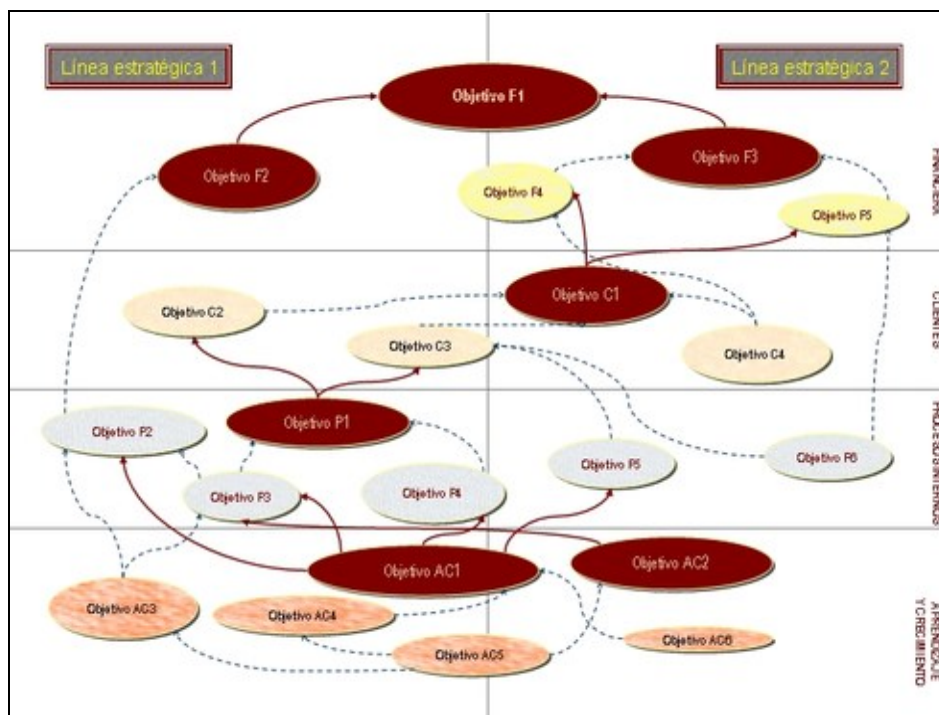 Línea estratégica 1
Línea estratégica 2
Objetivo F1
Objetivo F2
Objetivo F3
Objetivo F4
Objetivo F5
FINANCIERA
Objetivo C1
Objetivo C2
Objetivo C3
Objetivo C4
CLIENTES
Objetivo P1
Objetivo P2
Objetivo P3
Objetivo P4
Objetivo P5
Objetivo P6
PROCESOS INTERNOS
Objetivo AC1
Objetivo AC2
Objetivo AC3
Objetivo AC4
Objetivo AC5
Objetivo AC6
APRENDIZAJE
Y CRECIMIENTO